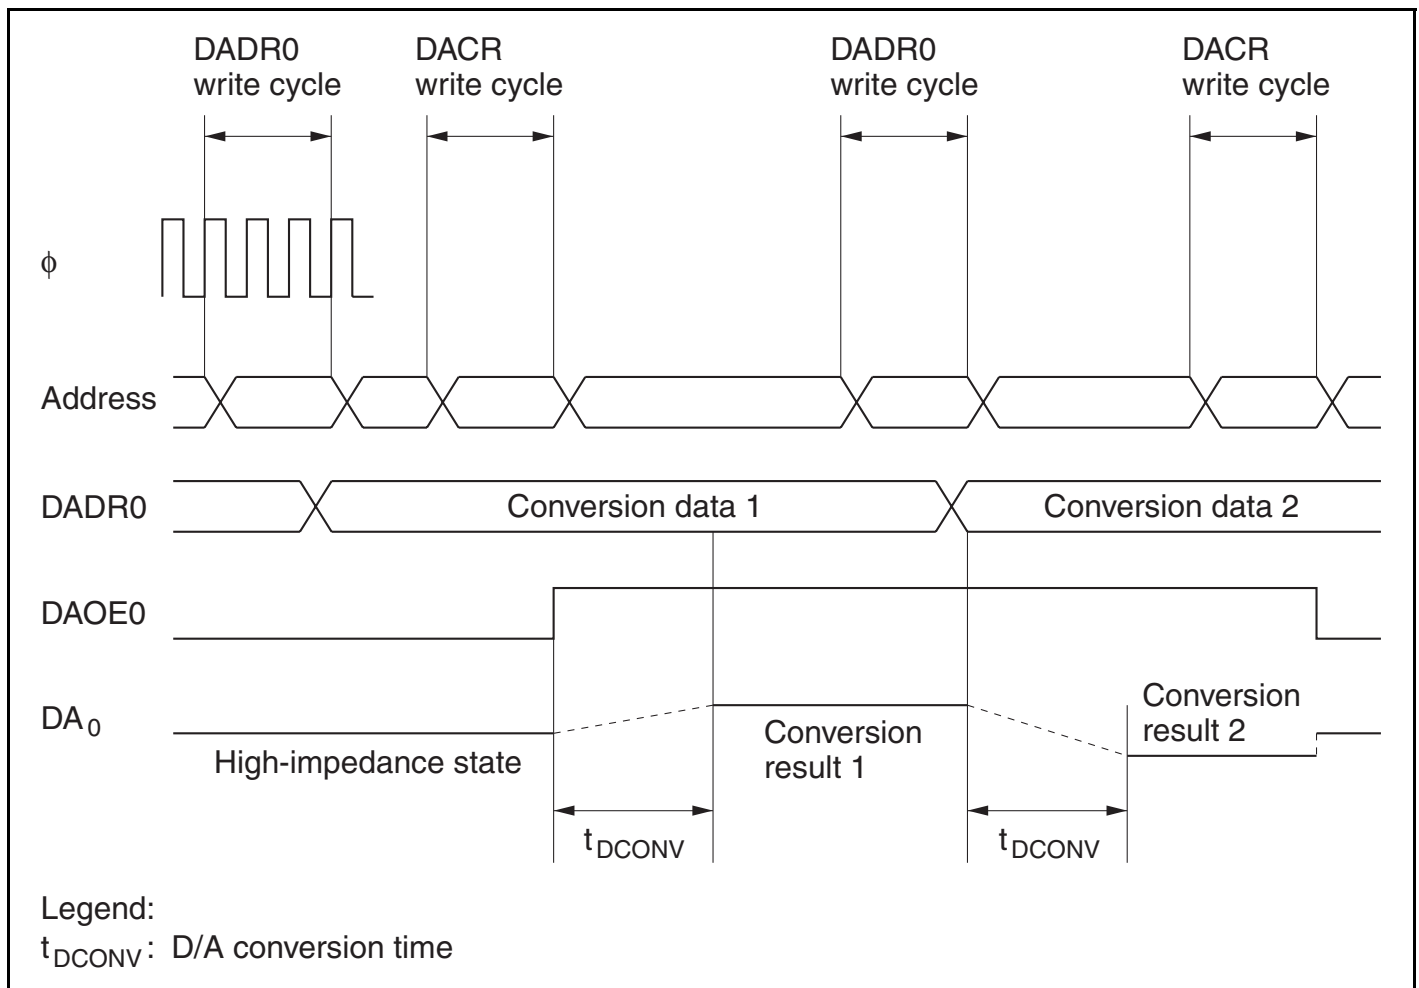 DADR0
write cycle
DACR
write cycle
DADR0
write cycle
DACR
write cycle
ϕ
Address
DADR0
Conversion data 1
Conversion data 2
DAOE0
DA0
High-impedance state
Conversion
result 1
Conversion
result 2
tDCONV
tDCONV
Legend:
tDCONV: D/A conversion time